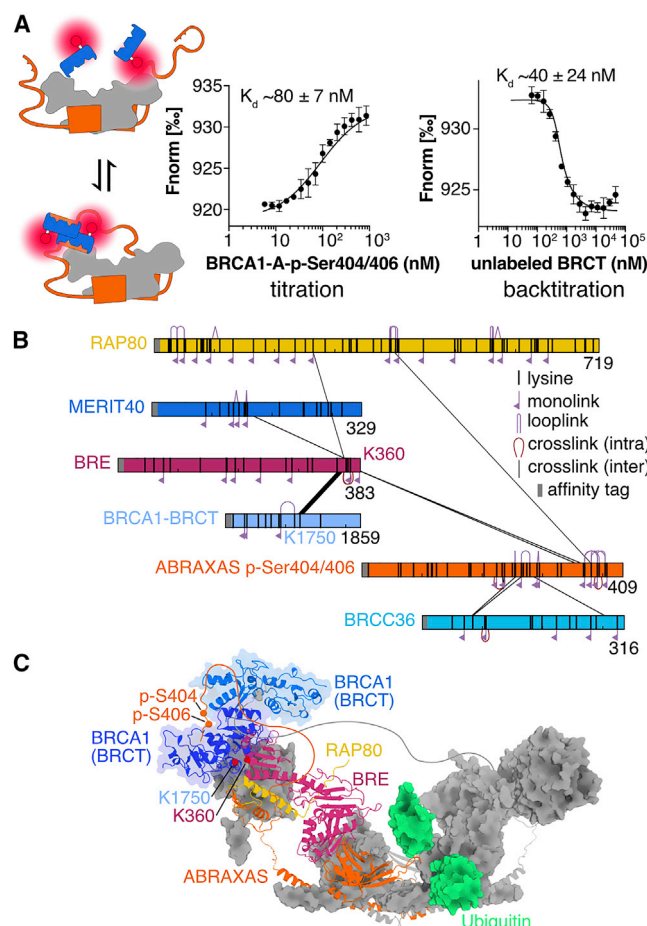 A
K_d ~80 ± 7 nM
Fnorm [‰]
935
930
925
920
1
10¹
10²
10³
BRCA1-A-p-Ser404/406 (nM)
titration
K_d ~40 ± 24 nM
Fnorm [‰]
930
925
1
10¹
10² 10³ 10⁴ 10⁵
unlabeled BRCT (nM)
backtitration
B
RAP80
719
MERIT40
329
BRE
K360
383
BRCA1-BRCT
K1750
1859
ABRAXAS p-Ser404/406
409
BRCC36
316
lysine
monolink
looplink
crosslink (intra)
crosslink (inter)
affinity tag
C
p-S404
p-S406
BRCA1
(BRCT)
BRCA1
(BRCT)
RAP80
BRE
K1750
K360
ABRAXAS
Ubiquitin